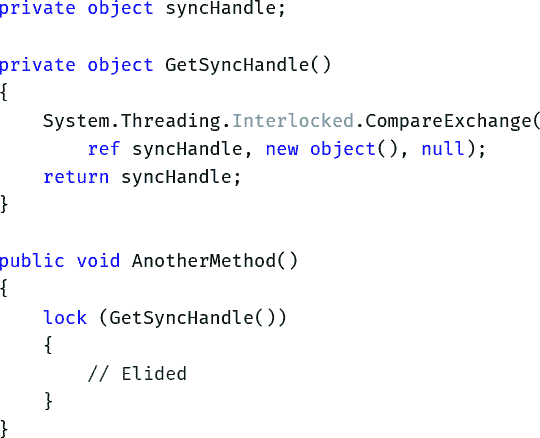 private object syncHandle;
private object GetSyncHandle()
{
System.Threading.Interlocked.CompareExchange(
ref syncHandle, new object(), null);
return syncHandle;
}
public void AnotherMethod()
{
lock (GetSyncHandle())
{
// Elided
}
}